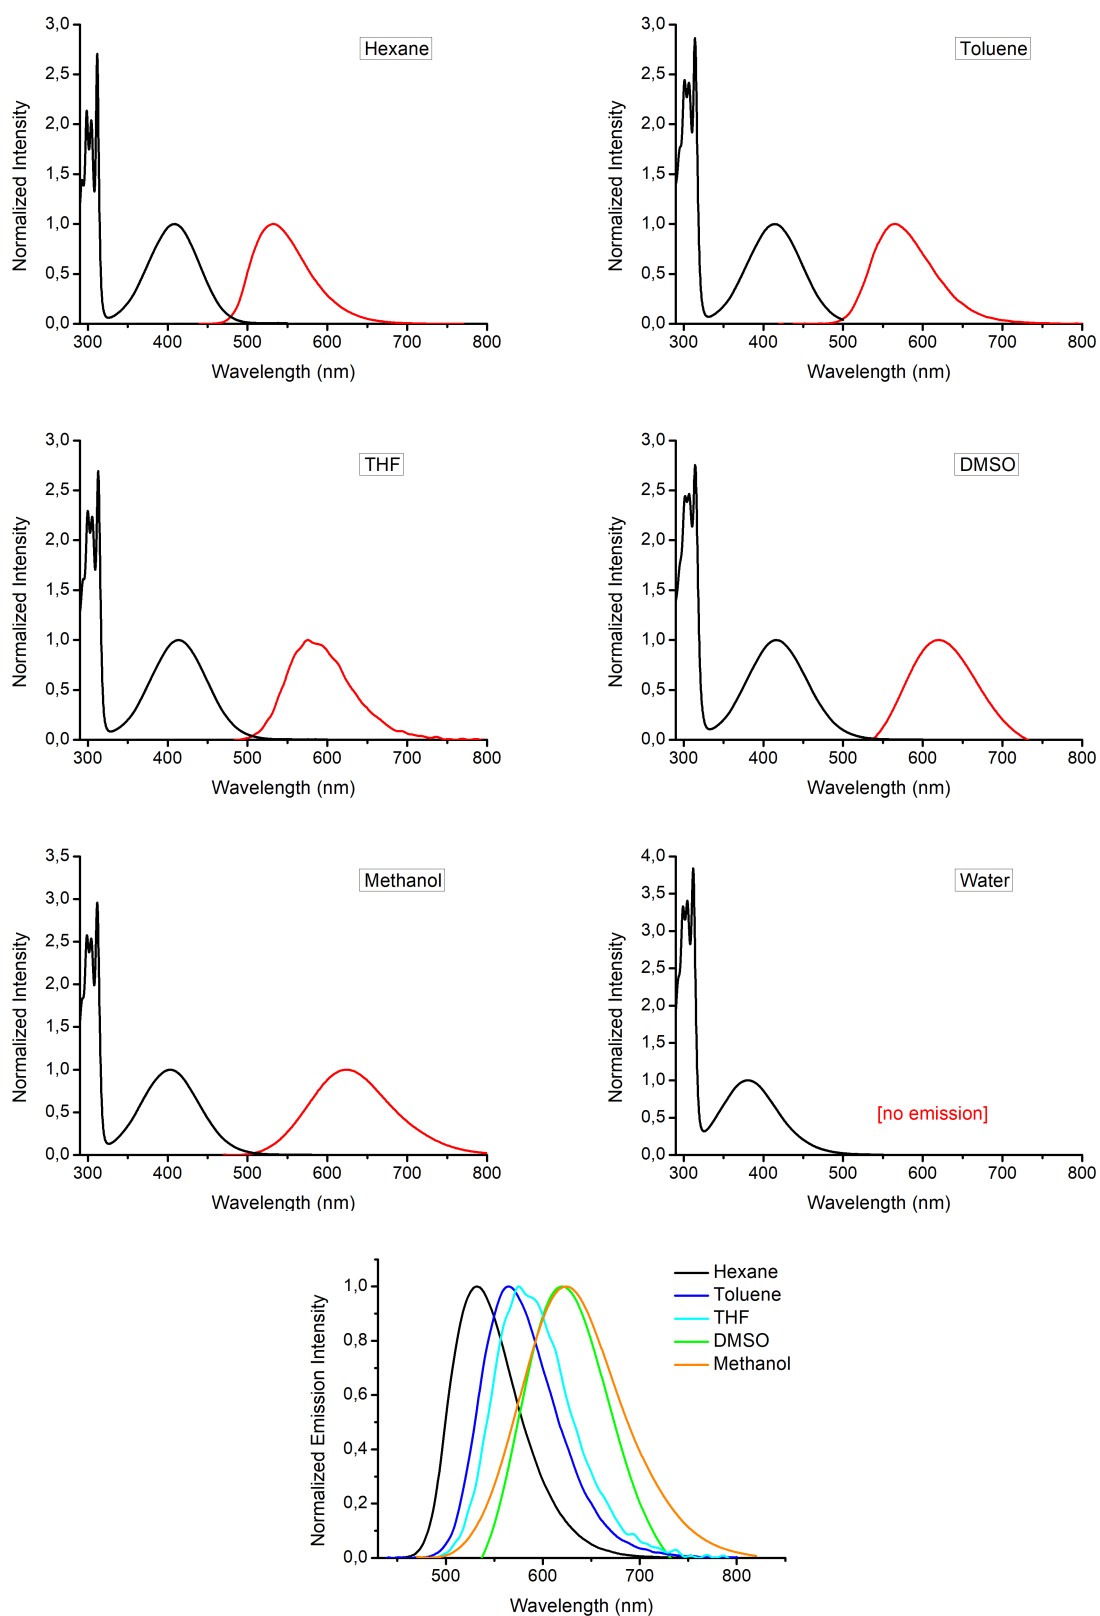 3,0
2,5
2,0
1,5
1,0
0,5
0,0
Normalized Intensity
Hexane
300 400 500 600 700 800
Wavelength (nm)
3,0
2,5
2,0
1,5
1,0
0,5
0,0
Normalized Intensity
Toluene
300 400 500 600 700 800
Wavelength (nm)
3,0
2,5
2,0
1,5
1,0
0,5
0,0
Normalized Intensity
THF
300 400 500 600 700 800
Wavelength (nm)
3,0
2,5
2,0
1,5
1,0
0,5
0,0
Normalized Intensity
DMSO
300 400 500 600 700 800
Wavelength (nm)
3,5
3,0
2,5
2,0
1,5
1,0
0,5
0,0
Normalized Intensity
Methanol
300 400 500 600 700 800
Wavelength (nm)
4,0
3,5
3,0
2,5
2,0
1,5
1,0
0,5
0,0
Normalized Intensity
Water
[no emission]
300 400 500 600 700 800
Wavelength (nm)
1,0
0,8
0,6
0,4
0,2
0,0
Normalized Emission Intensity
Hexane
Toluene
THF
DMSO
Methanol
500 600 700 800
Wavelength (nm)